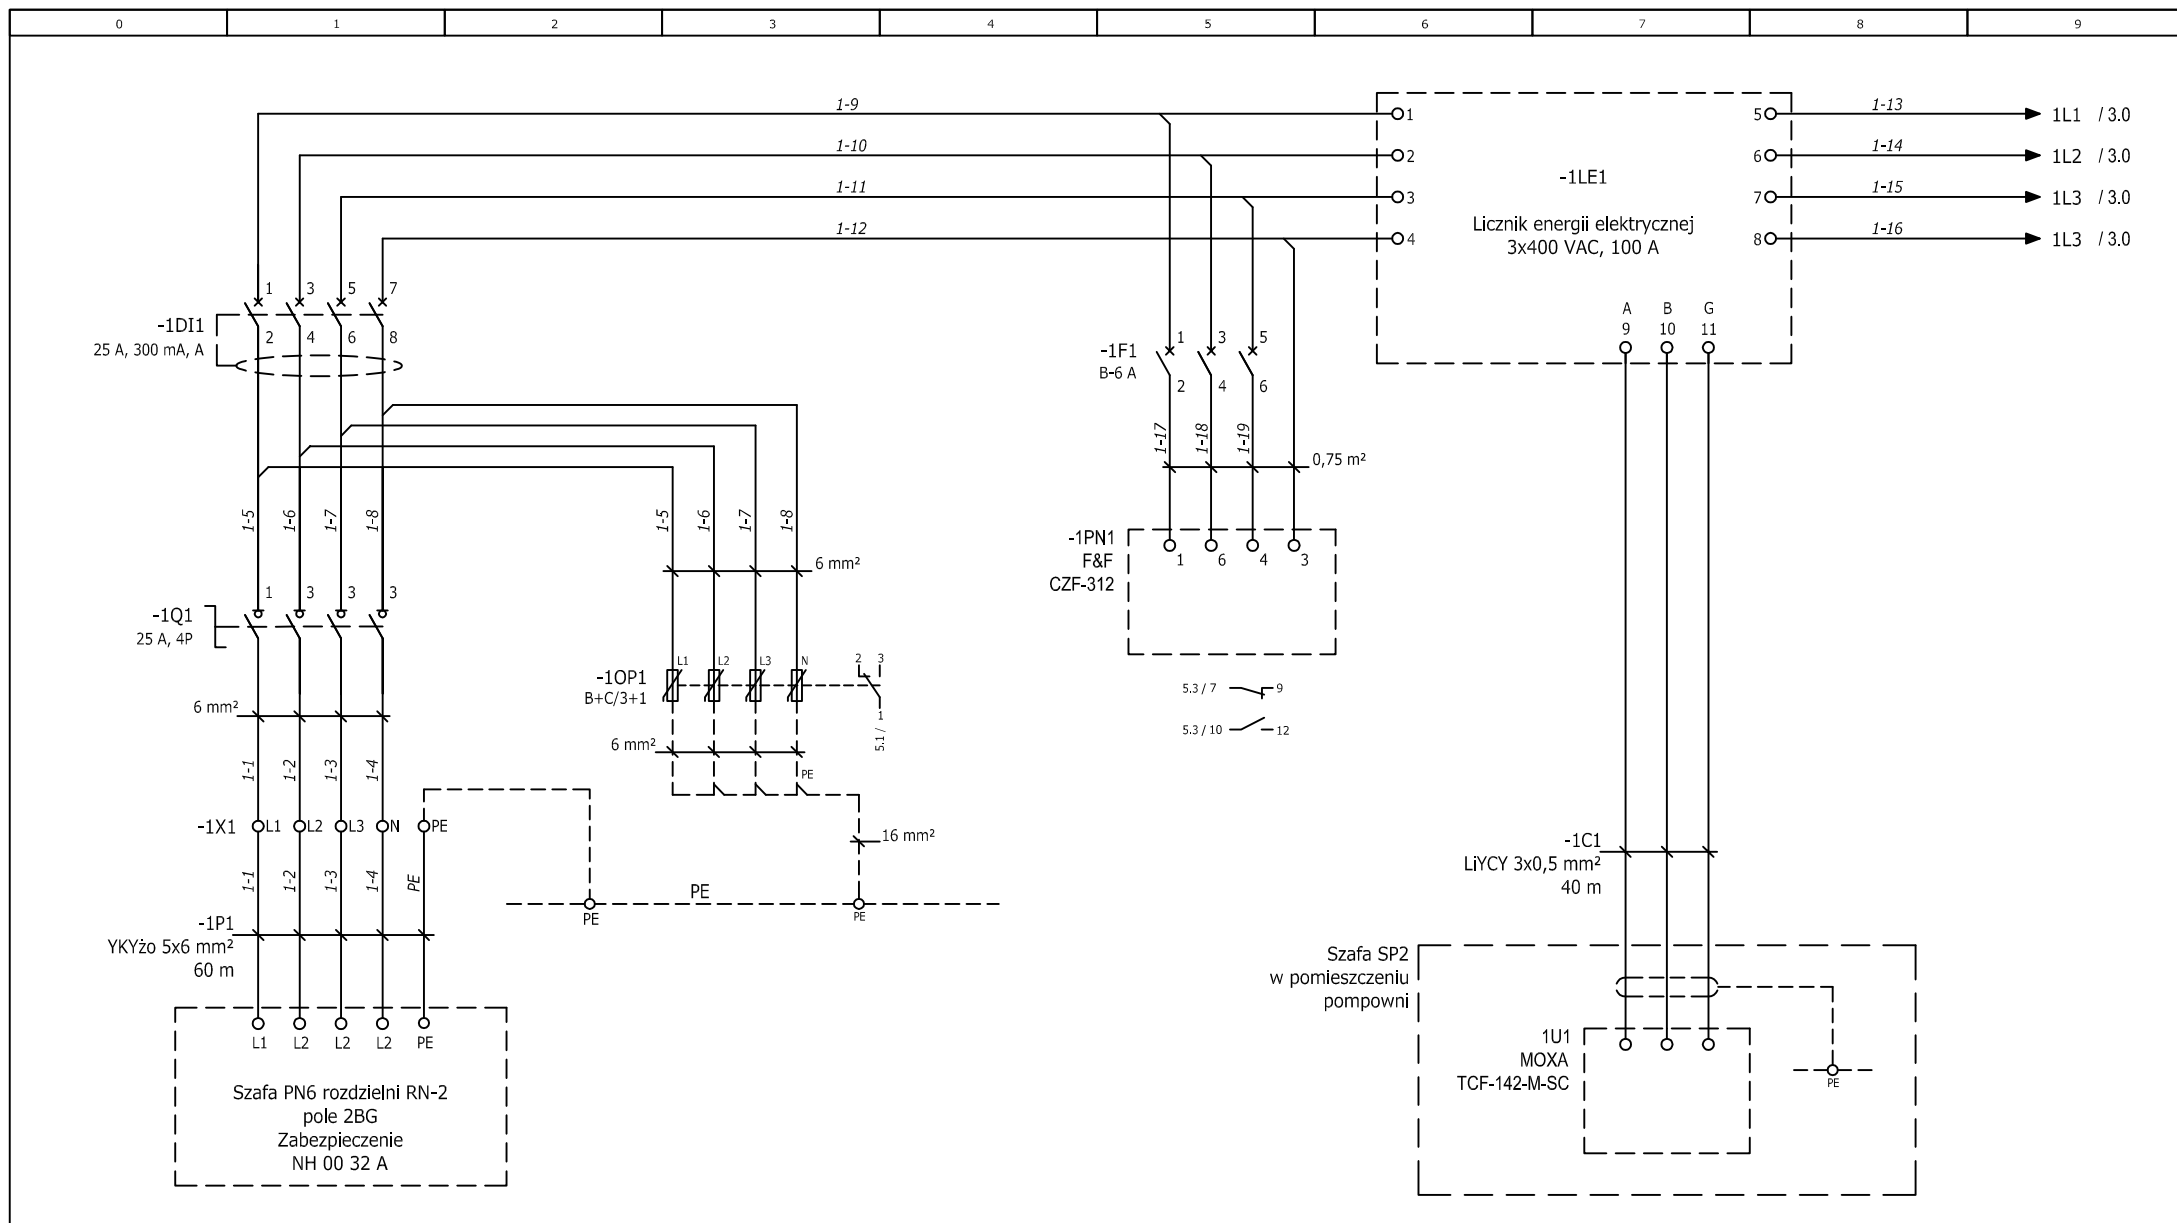 0 1 2 3 4 5 6 7 8 9
1-9
1-10
1-11
1-12
1 5
2 6
3 7
4 8
-1LE1
Licznik energii elektrycznej
3x400 VAC, 100 A
A B G
9 10 11
1-13 1L1 / 3.0
1-14 1L2 / 3.0
1-15 1L3 / 3.0
1-16 1L3 / 3.0
1 3 5 7
-1DI1
25 A, 300 mA, A
2 4 6 8
-1F1
B-6 A
1 3 5
2 4 6
1-17 1-18 1-19
0,75 m²
-1PN1
F&F
CZF-312
1 6 4 3
5.3 / 7 9
5.3 / 10 12
1-5 1-6 1-7 1-8
1-5 1-6 1-7 1-8
6 mm²
1 3 3 3
-1Q1
25 A, 4P
-1OP1
B+C/3+1
L1 L2 L3 N
2 3
1
5.1 /
6 mm²
6 mm²
PE
16 mm²
1-1 1-2 1-3 1-4
-1X1 L1 L2 L3 N PE
1-1 1-2 1-3 1-4 PE
PE
PE
PE
-1P1
YKYżo 5x6 mm²
60 m
L1 L2 L2 L2 PE
Szafa PN6 rozdzielni RN-2
pole 2BG
Zabezpieczenie
NH 00 32 A
-1C1
LiYCY 3x0,5 mm²
40 m
Szafa SP2
w pomieszczeniu
pompowni
1U1
MOXA
TCF-142-M-SC
PE